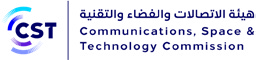 CST
هيئة الاتصالات والفضاء والتقنية
Communications, Space &
Technology Commission